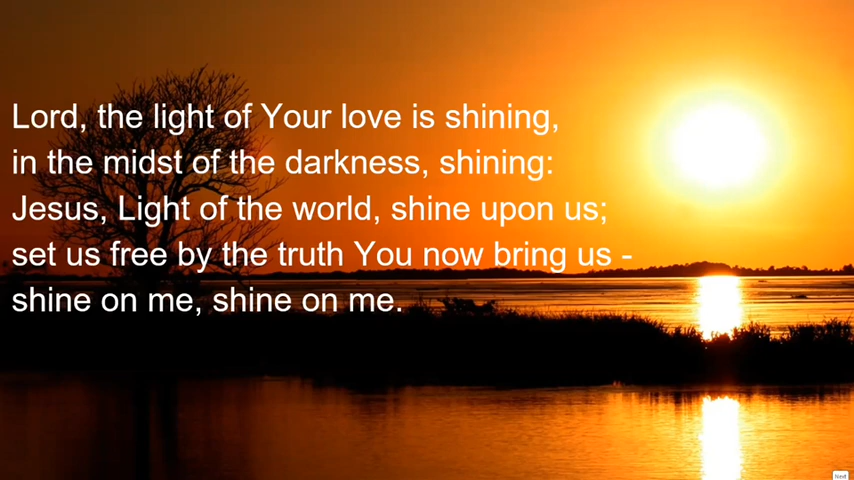 Lord, the light of Your love is shining,
in the midst of the darkness, shining:
Jesus, Light of the world, shine upon us;
set us free by the truth You now bring us -
shine on me, shine on me.
Next